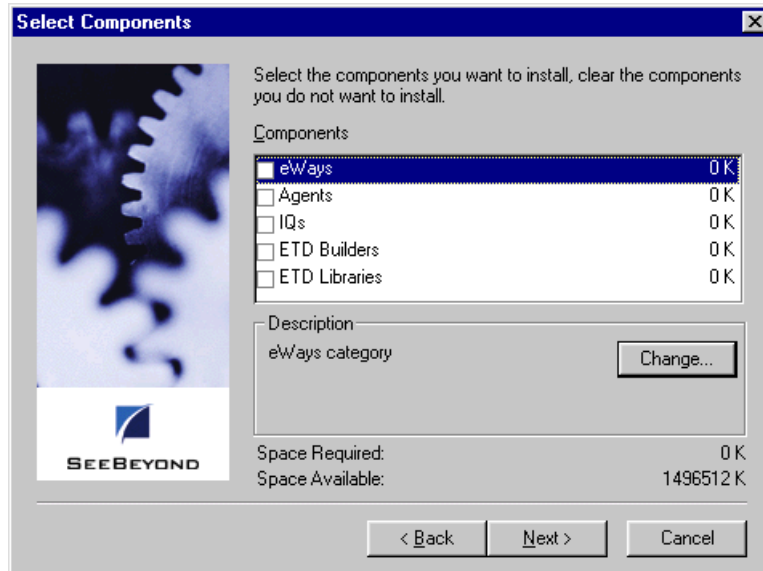 Select Components
Select the components you want to install, clear the components
you do not want to install.
Components
eWays 0 K
Agents 0 K
IQs 0 K
ETD Builders 0 K
ETD Libraries 0 K
Description
eWays category
Change...
SEEBEYOND
Space Required: 0 K
Space Available: 1496512 K
< Back Next > Cancel